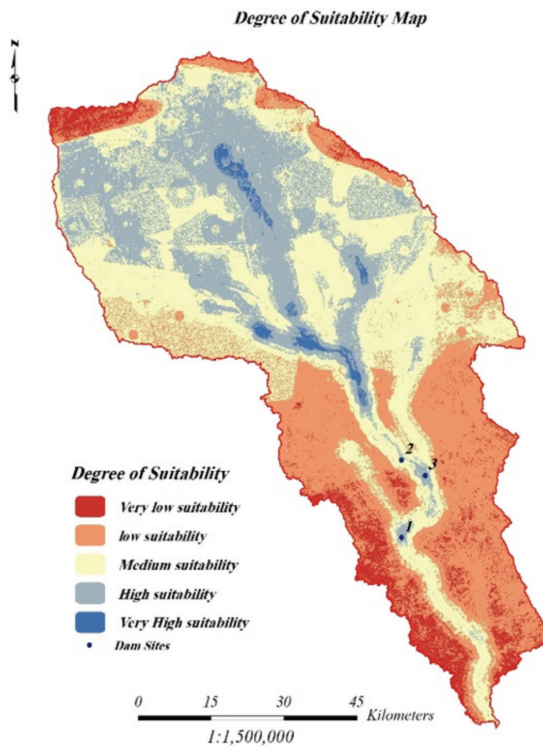 Degree of Suitability Map
N
2
3
1
Degree of Suitability
Very low suitability
low suitability
Medium suitability
High suitability
Very High suitability
Dam Sites
0 15 30 45 Kilometers
1:1,500,000